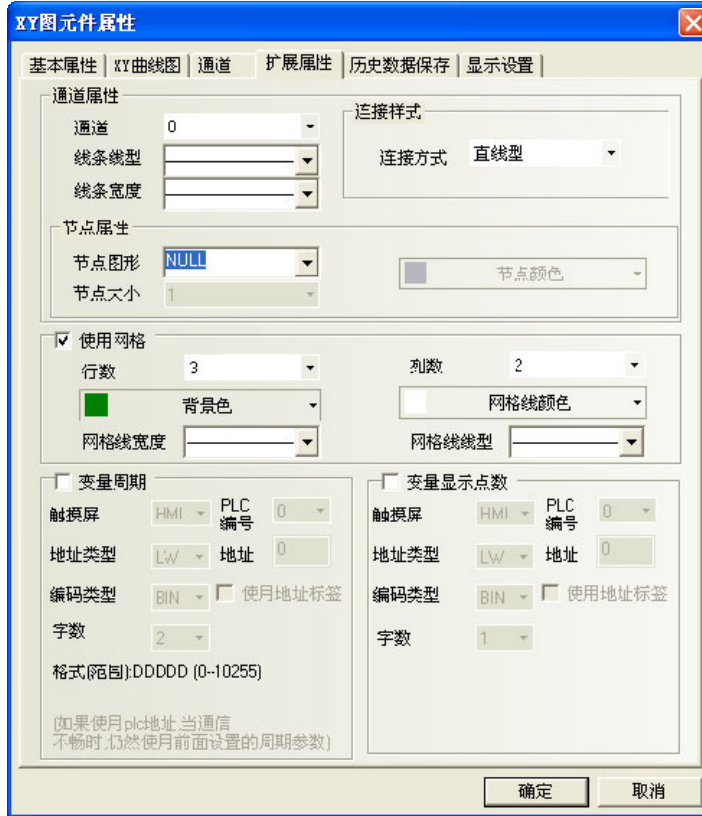 XY图元件属性
基本属性 XY曲线图 通道 扩展属性 历史数据保存 显示设置
通道属性
通道 0
线条线型
线条宽度
连接样式
连接方式 直线型
节点属性
节点图形 NULL
节点大小 1
节点颜色
使用网格
行数 3 列数 2
背景色 网格线颜色
网格线宽度 网格线线型
变量周期
触摸屏 HMI PLC编号 0
地址类型 LW 地址 0
编码类型 BIN 使用地址标签
字数 2
格式(范围):DDDDD (0--10255)
(如果使用plc地址,当通信
不畅时,仍然使用前面设置的周期参数)
变量显示点数
触摸屏 HMI PLC编号 0
地址类型 LW 地址 0
编码类型 BIN 使用地址标签
字数 1
确定 取消